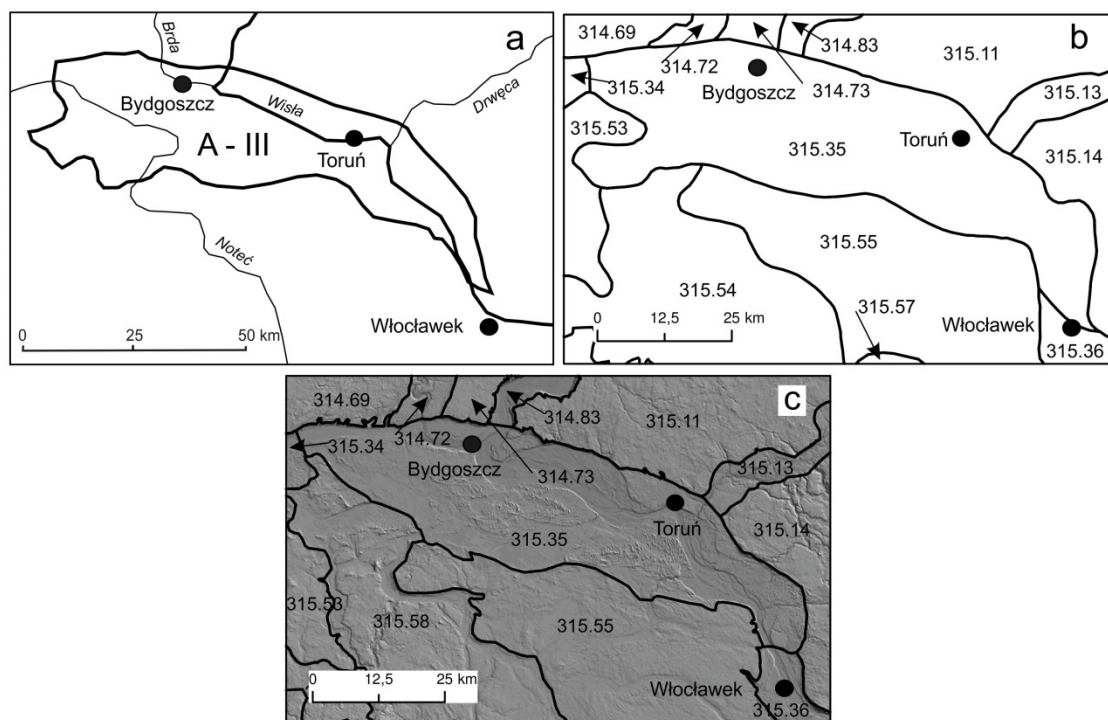 a
Brda
Bydgoszcz
Wisła
Drwęca
A - III
Toruń
Noteć
Włocławek
0 25 50 km
b
314.69
314.83
314.72
315.11
315.34
Bydgoszcz
314.73
315.13
315.53
315.35
Toruń
315.14
315.55
315.54
315.57
0 12,5 25 km
Włocławek
315.36
c
314.69
314.83
315.11
315.34
314.72
Bydgoszcz
314.73
315.13
Toruń
315.35
315.14
315.53
315.58
315.55
0 12,5 25 km
Włocławek
315.36